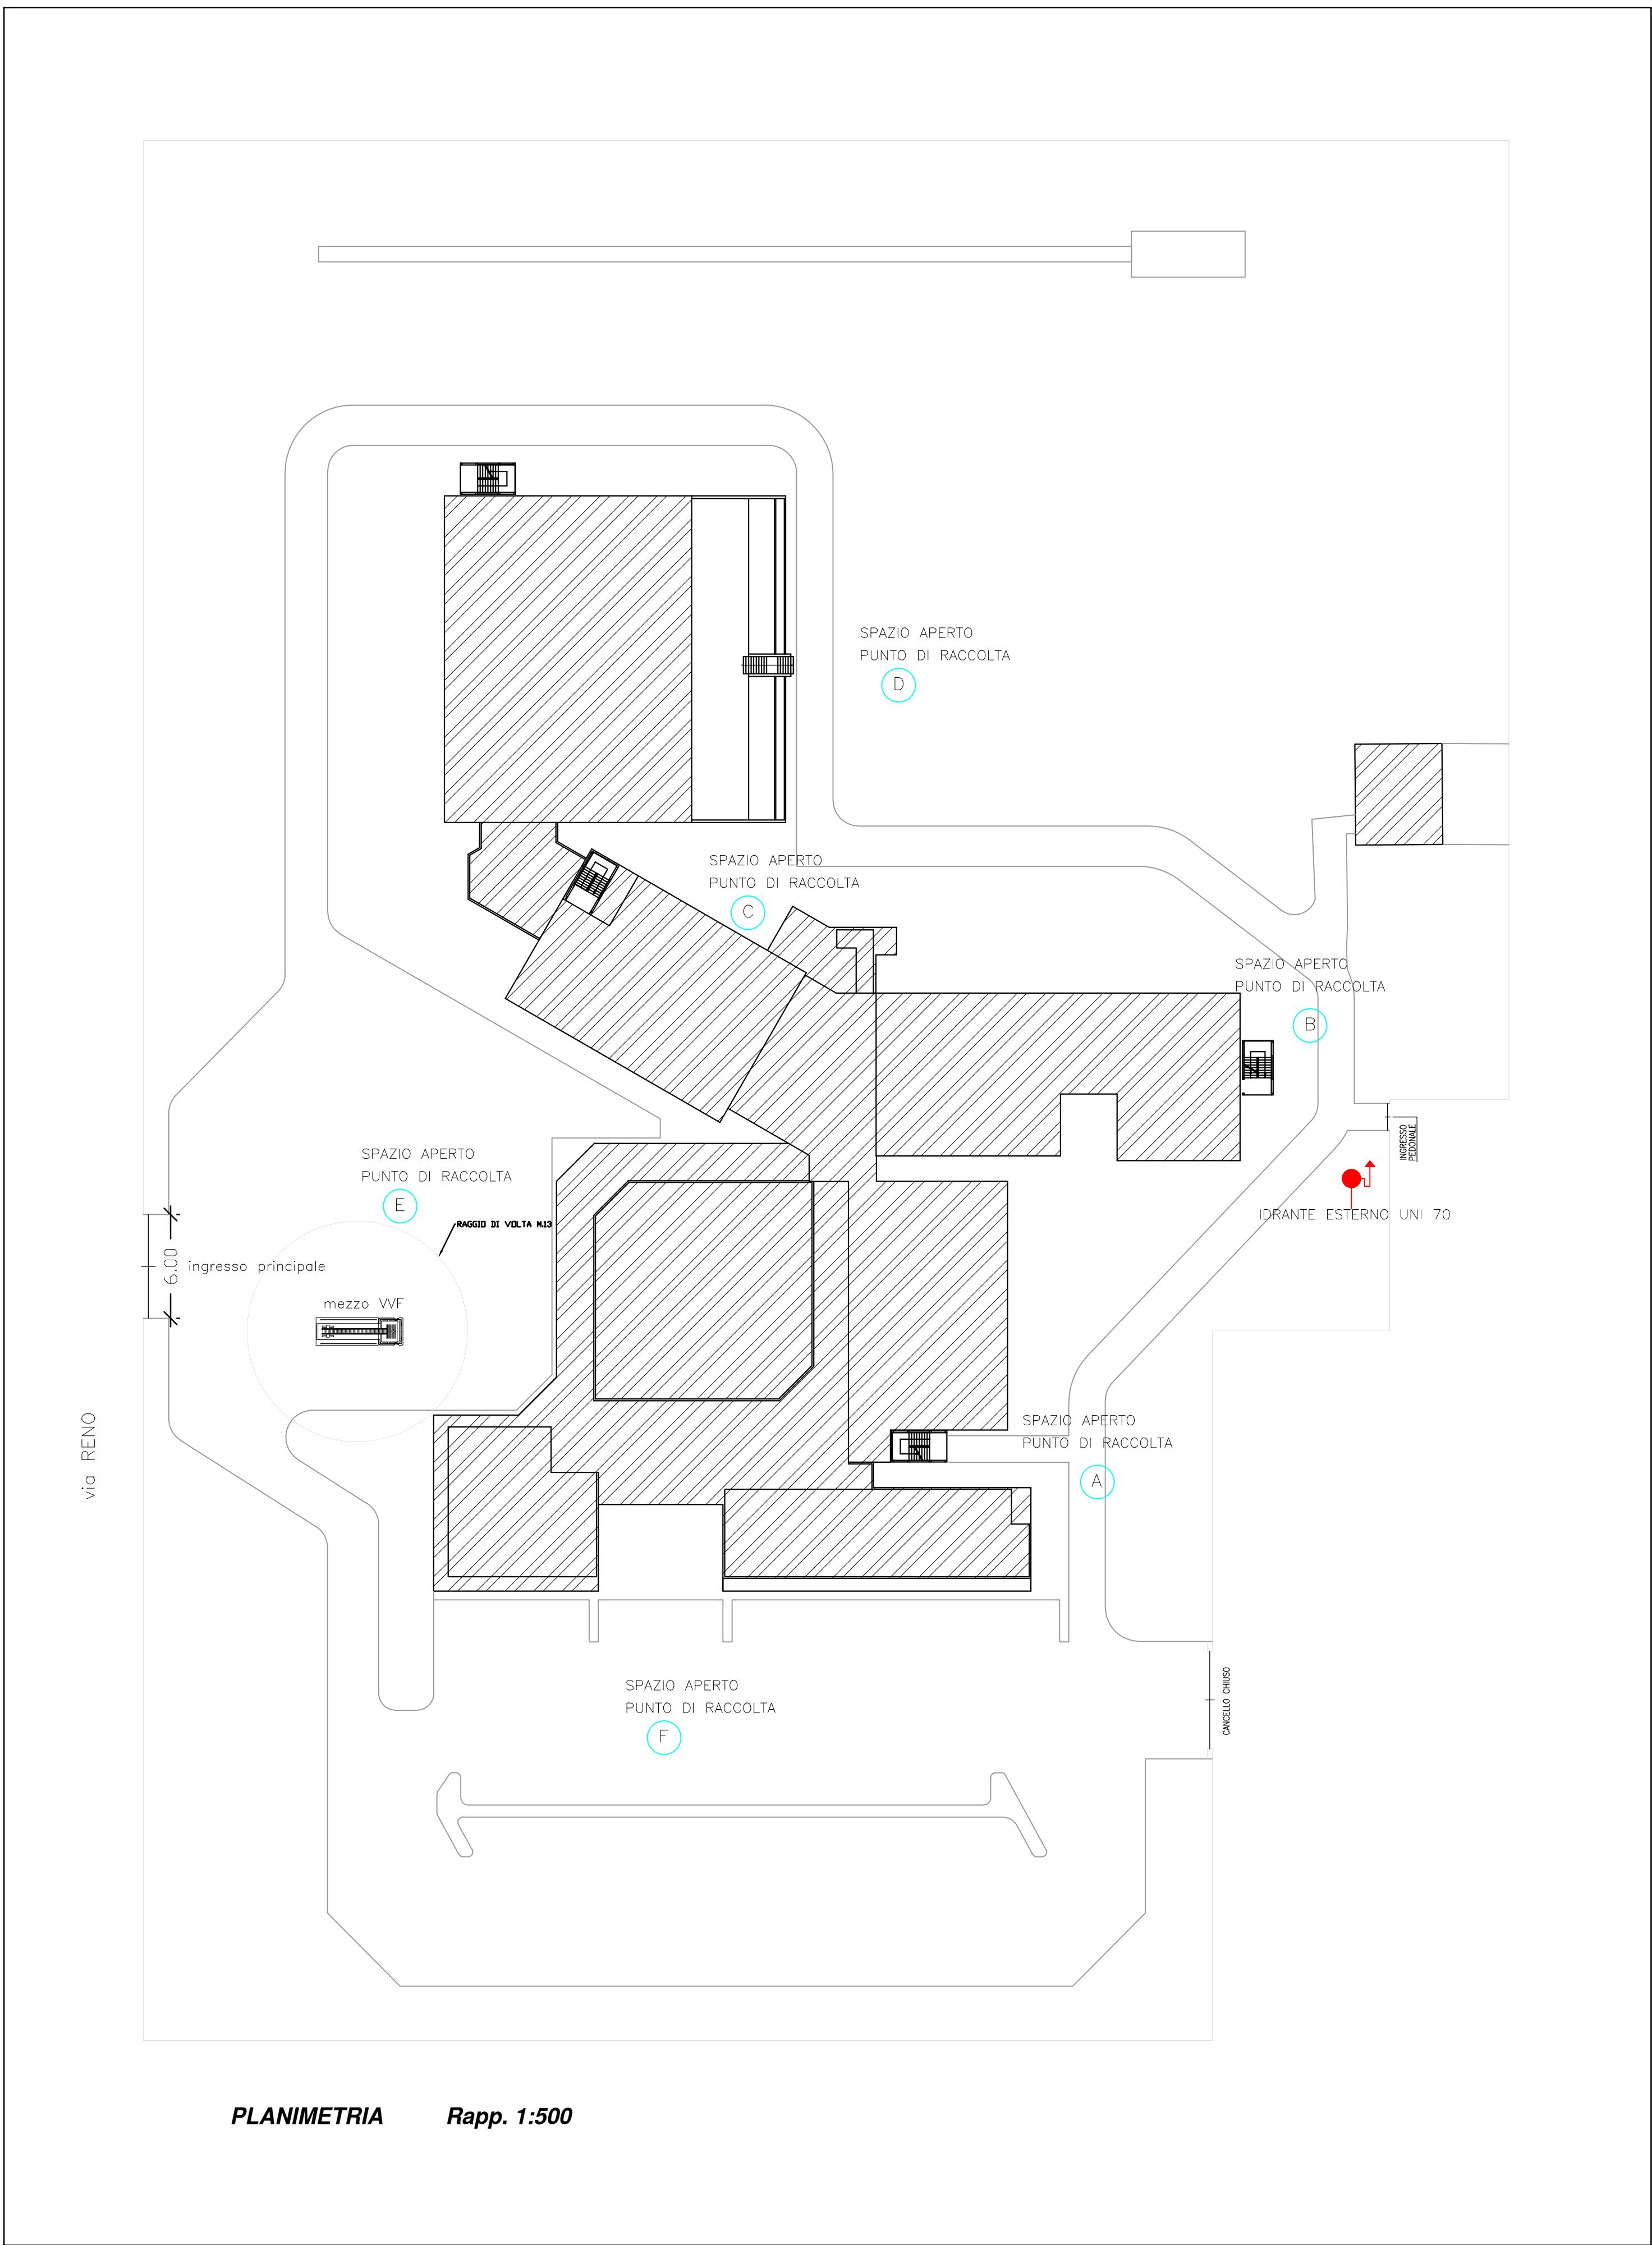 SPAZIO APERTO
PUNTO DI RACCOLTA
D
SPAZIO APERTO
PUNTO DI RACCOLTA
C
SPAZIO APERTO
PUNTO DI RACCOLTA
B
INGRESSO
PEDONALE
SPAZIO APERTO
PUNTO DI RACCOLTA
E
RAGGIO DI VOLTA M.13
IDRANTE ESTERNO UNI 70
6.00
ingresso principale
mezzo VVF
via RENO
SPAZIO APERTO
PUNTO DI RACCOLTA
A
SPAZIO APERTO
PUNTO DI RACCOLTA
F
CANCELLO CHIUSO
PLANIMETRIA Rapp. 1:500